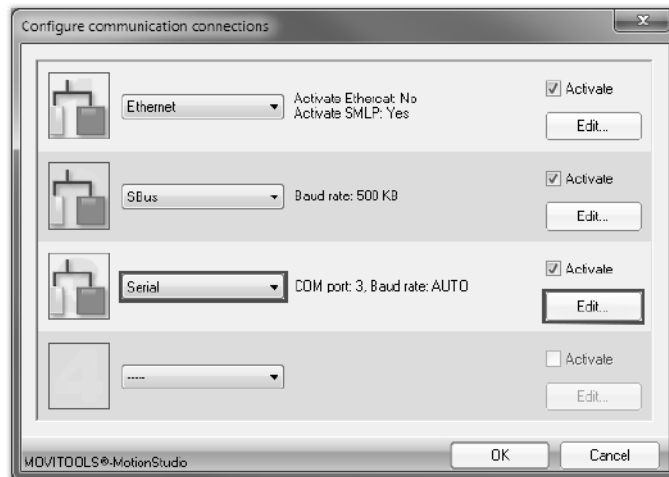 Configure communication connections
Ethernet
Activate Ethercat: No
Activate SMLP: Yes
Activate
Edit...
SBus
Baud rate: 500 KB
Activate
Edit...
Serial
COM port: 3, Baud rate: AUTO
Activate
Edit...
4
-----
Activate
Edit...
MOVITOOLS®-MotionStudio
OK
Cancel